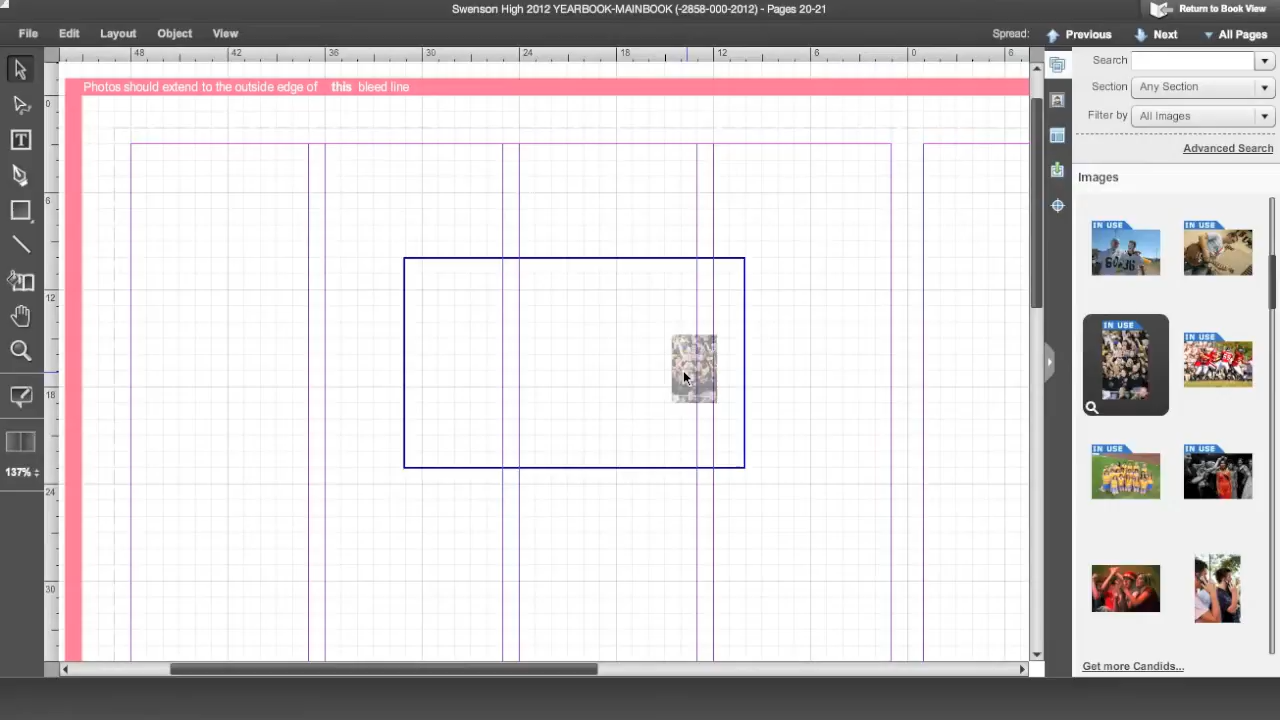 Swenson High 2012 YEARBOOK-MAINBOOK (-2858-000-2012) - Pages 20-21
Return to Book View
File Edit Layout Object View
Spread: Previous Next All Pages
48 42 36 30 24 18 12 6 0 6
Search
Section Any Section
Filter by All Images
Advanced Search
Images
Photos should extend to the outside edge of this bleed line
0
6
12
18
24
30
IN USE IN USE
IN USE IN USE
IN USE IN USE
137%
Get more Candids...